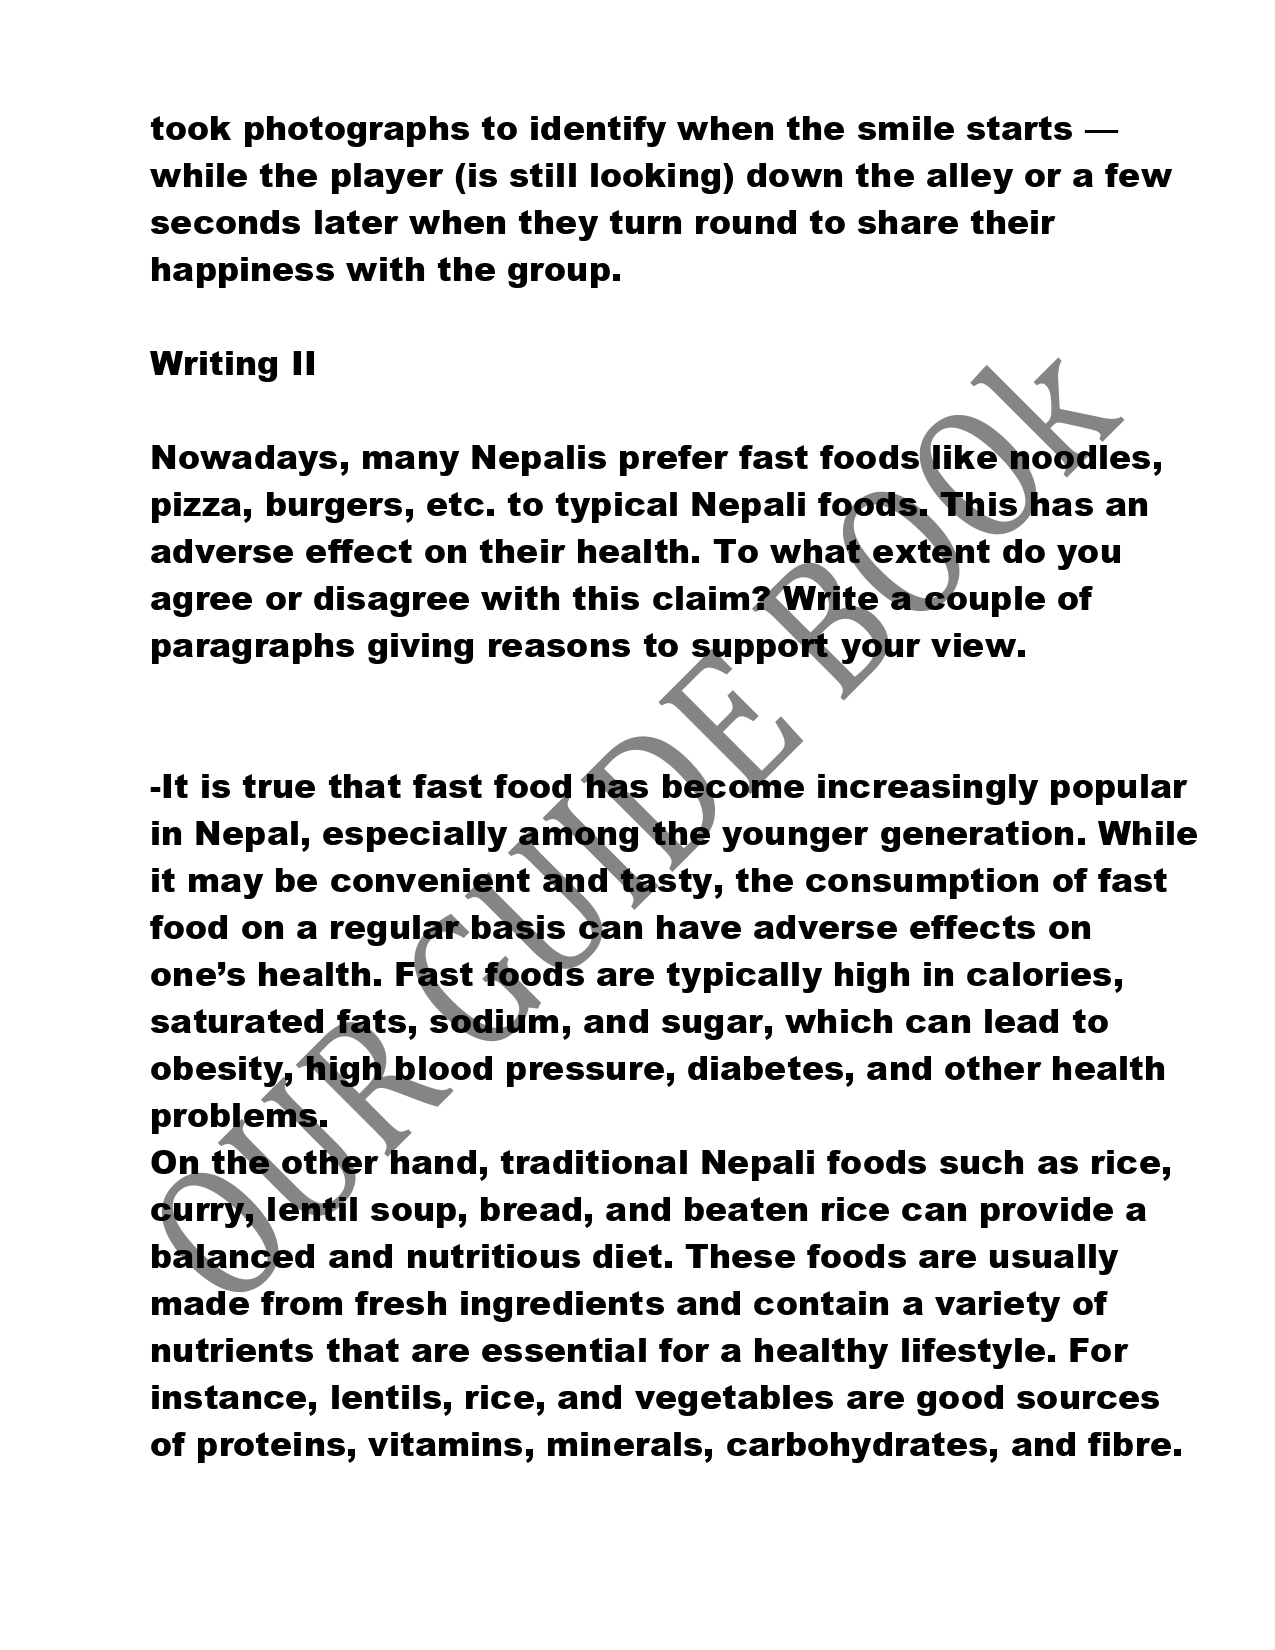 took photographs to identify when the smile starts —
while the player (is still looking) down the alley or a few
seconds later when they turn round to share their
happiness with the group.
Writing II
Nowadays, many Nepalis prefer fast foods like noodles,
pizza, burgers, etc. to typical Nepali foods. This has an
adverse effect on their health. To what extent do you
agree or disagree with this claim? Write a couple of
paragraphs giving reasons to support your view.
-It is true that fast food has become increasingly popular
in Nepal, especially among the younger generation. While
it may be convenient and tasty, the consumption of fast
food on a regular basis can have adverse effects on
one’s health. Fast foods are typically high in calories,
saturated fats, sodium, and sugar, which can lead to
obesity, high blood pressure, diabetes, and other health
problems.
On the other hand, traditional Nepali foods such as rice,
curry, lentil soup, bread, and beaten rice can provide a
balanced and nutritious diet. These foods are usually
made from fresh ingredients and contain a variety of
nutrients that are essential for a healthy lifestyle. For
instance, lentils, rice, and vegetables are good sources
of proteins, vitamins, minerals, carbohydrates, and fibre.
OUR GUIDE BOOk